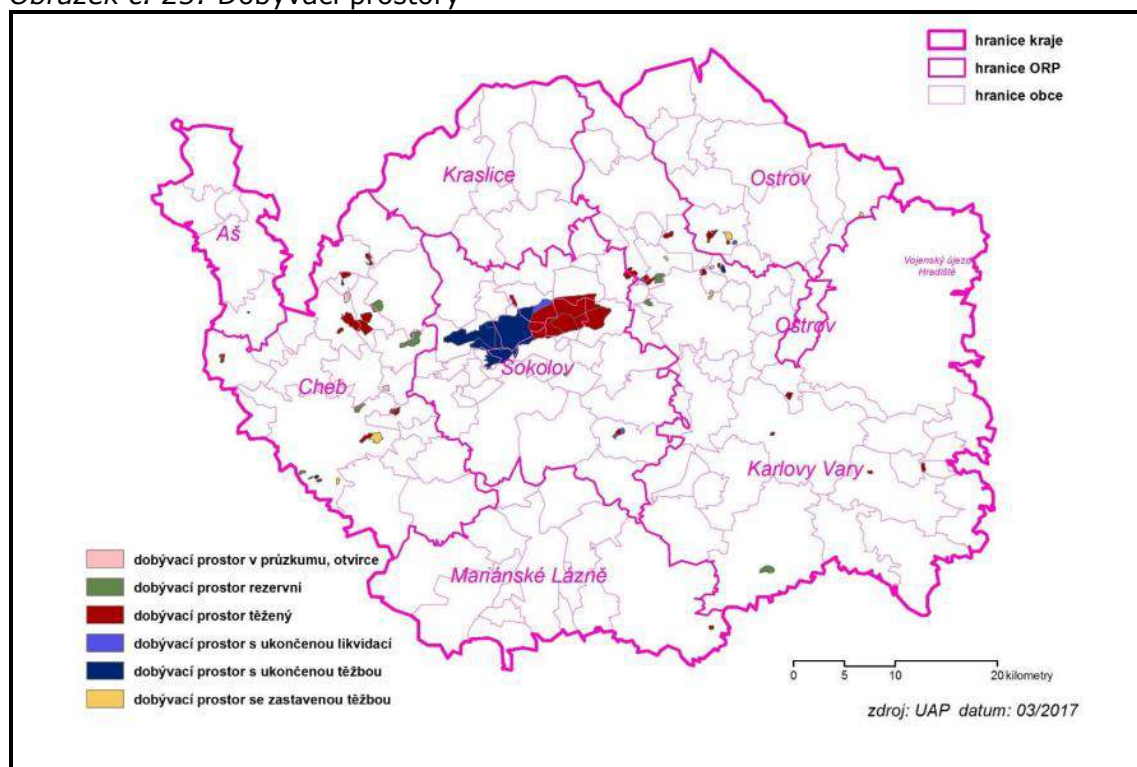 Obrázek č. 25: Dobývací prostory
hranice kraje
hranice ORP
hranice obce
Kraslice
Ostrov
Aš
Vojenský újezd
Hradiště
Ostrov
Cheb
Sokolov
Karlovy Vary
Mariánské Lázně
dobývací prostor v průzkumu, otvírce
dobývací prostor rezervní
dobývací prostor těžený
dobývací prostor s ukončenou likvidací
dobývací prostor s ukončenou těžbou
dobývací prostor se zastavenou těžbou
0 5 10 20 kilometry
zdroj: UAP datum: 03/2017